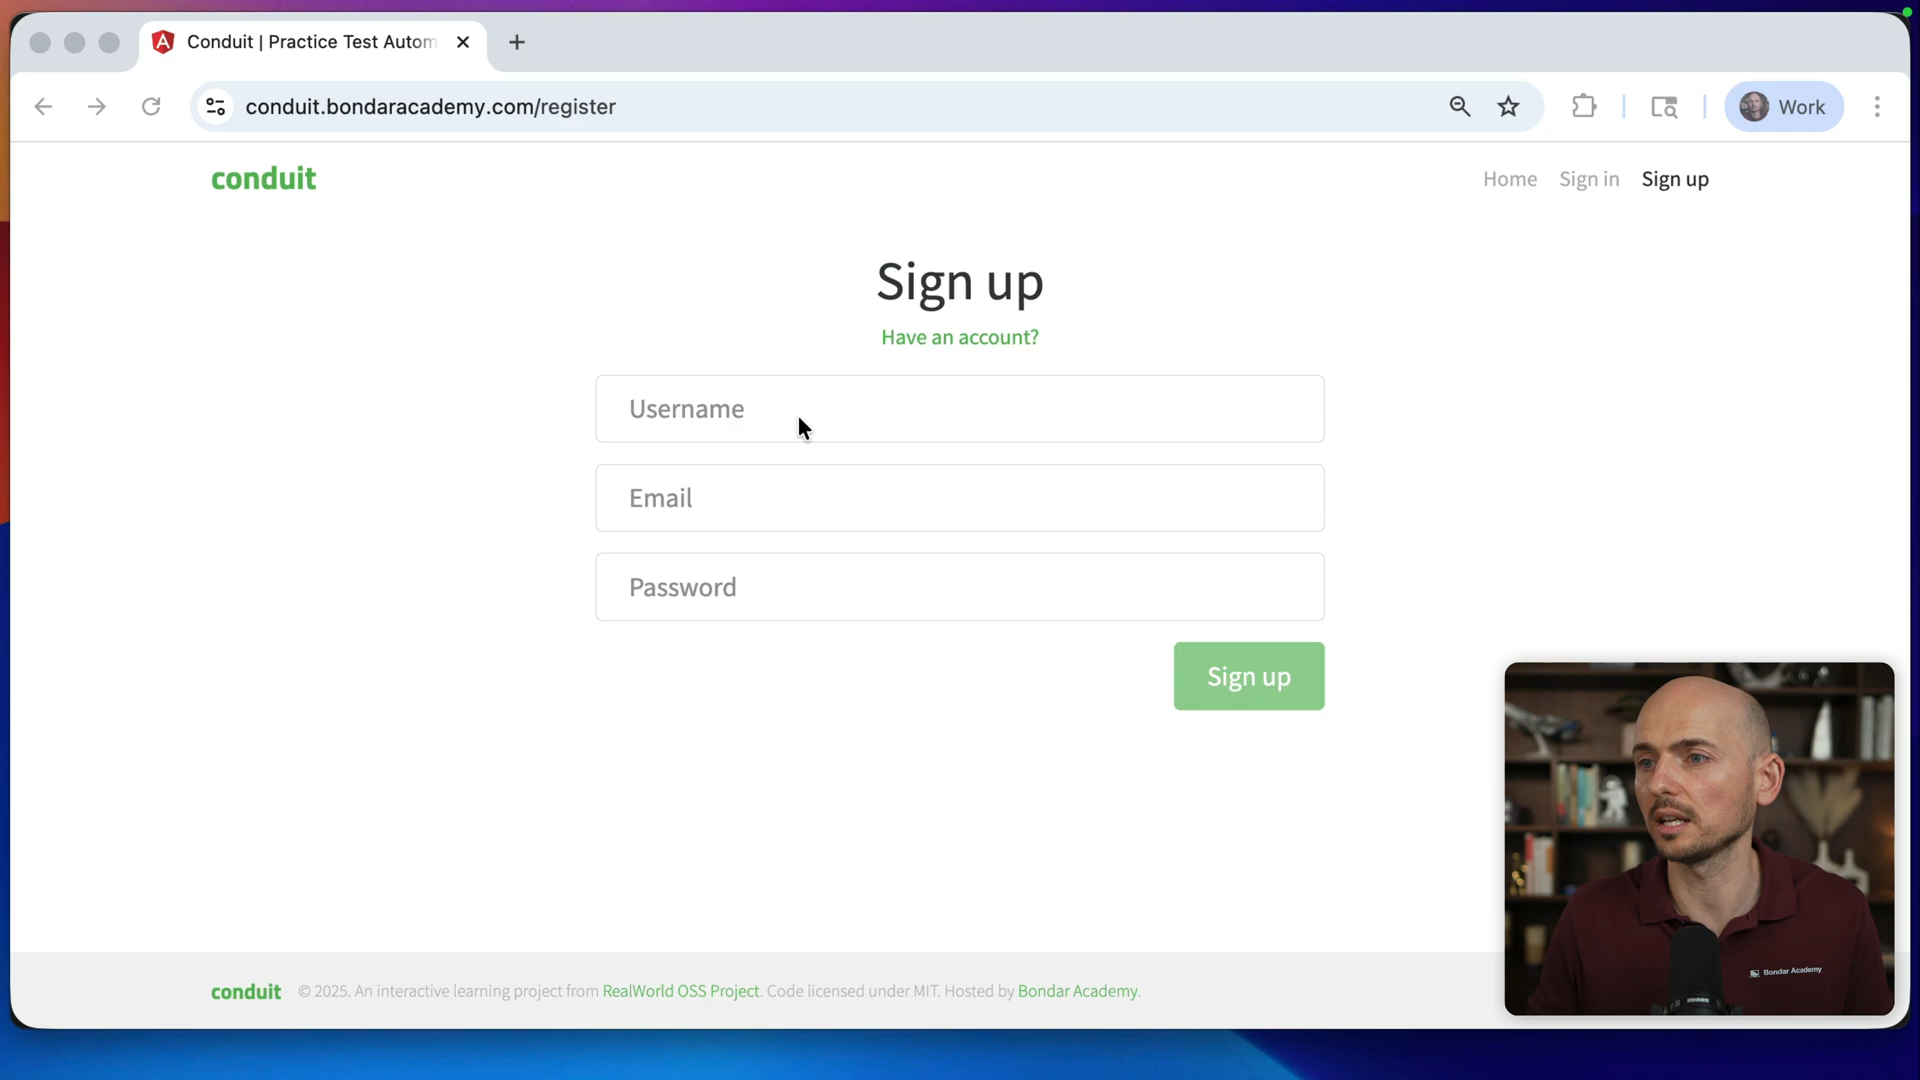 Conduit | Practice Test Autom
conduit.bondaracademy.com/register
Work
conduit
Home
Sign in
Sign up
Sign up
Have an account?
Username
Email
Password
Sign up
conduit © 2025. An interactive learning project from RealWorld OSS Project. Code licensed under MIT. Hosted by Bondar Academy.
Bondar Academy